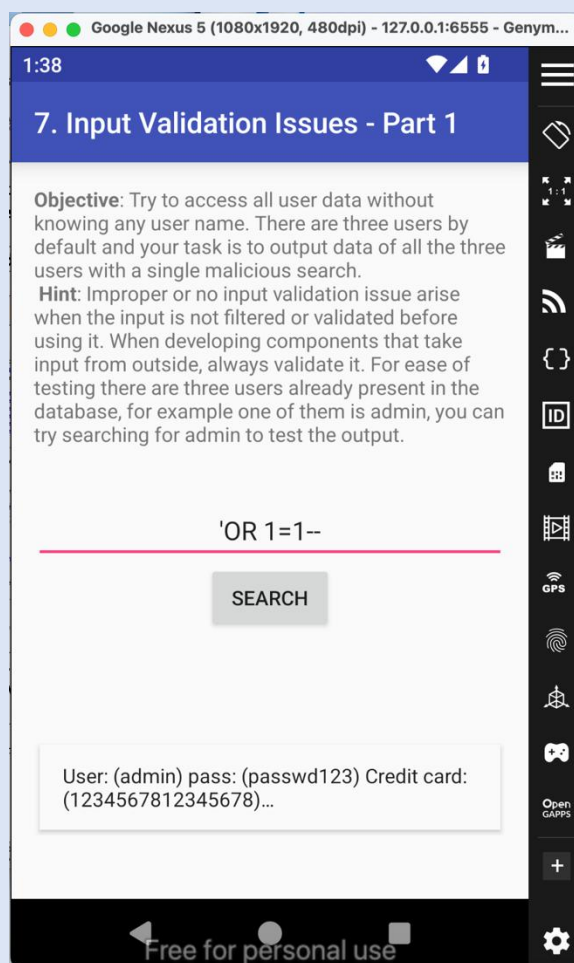 Google Nexus 5 (1080x1920, 480dpi) - 127.0.0.1:6555 - Genym...
1:38
7. Input Validation Issues - Part 1
Objective: Try to access all user data without
knowing any user name. There are three users by
default and your task is to output data of all the three
users with a single malicious search.
Hint: Improper or no input validation issue arise
when the input is not filtered or validated before
using it. When developing components that take
input from outside, always validate it. For ease of
testing there are three users already present in the
database, for example one of them is admin, you can
try searching for admin to test the output.
'OR 1=1--
SEARCH
User: (admin) pass: (passwd123) Credit card:
(1234567812345678)...
Free for personal use
1:1
{}
ID
GPS
Open
GAPPS
+